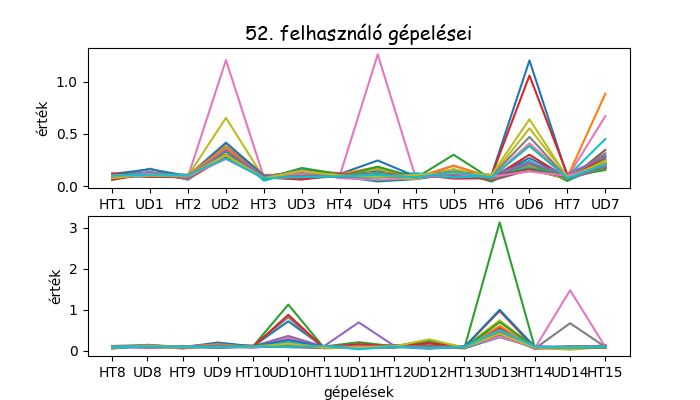 52. felhasználó gépelései
érték
1.0
0.5
0.0
HT1 UD1 HT2 UD2 HT3 UD3 HT4 UD4 HT5 UD5 HT6 UD6 HT7 UD7
érték
3
2
1
0
HT8 UD8 HT9 UD9 HT10 UD10 HT11 UD11 HT12 UD12 HT13 UD13 HT14 UD14 HT15
gépelések